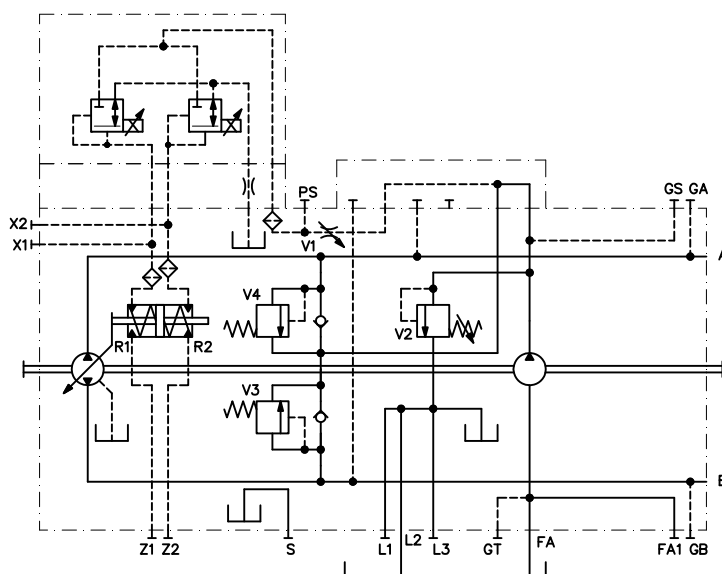 PS
GS GA
X2
X1
V1
A
V4
V2
R1 R2
V3
B
Z1 Z2
S
L1 L2 L3
GT
FA
FA1 GB